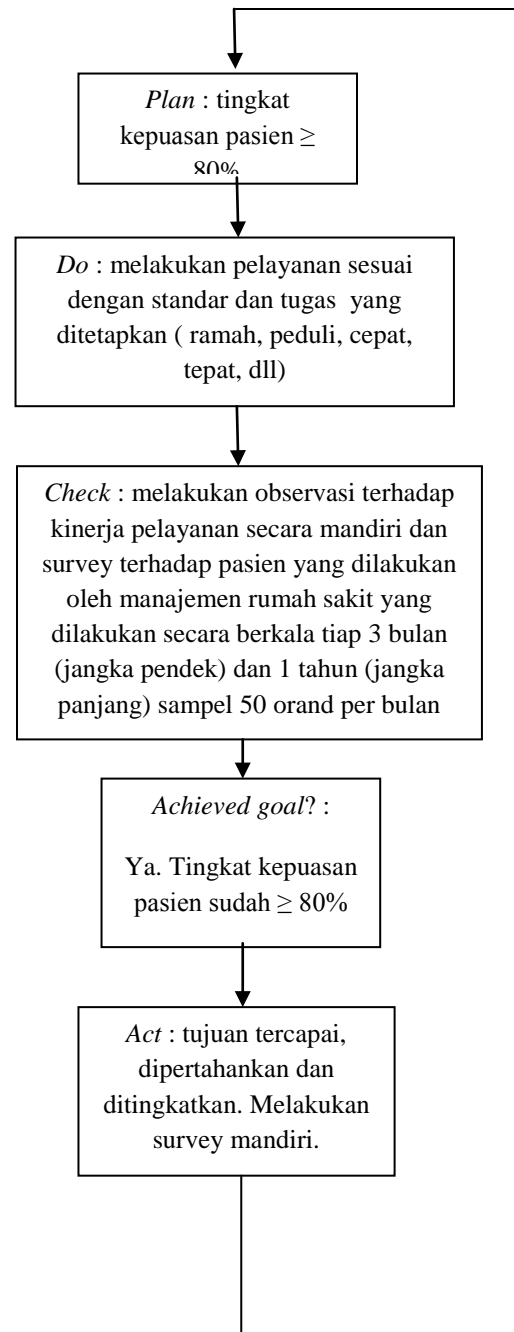 Plan : tingkat
kepuasan pasien ≥
80%
Do : melakukan pelayanan sesuai
dengan standar dan tugas yang
ditetapkan ( ramah, peduli, cepat,
tepat, dll)
Check : melakukan observasi terhadap
kinerja pelayanan secara mandiri dan
survey terhadap pasien yang dilakukan
oleh manajemen rumah sakit yang
dilakukan secara berkala tiap 3 bulan
(jangka pendek) dan 1 tahun (jangka
panjang) sampel 50 orand per bulan
Achieved goal? :
Ya. Tingkat kepuasan
pasien sudah ≥ 80%
Act : tujuan tercapai,
dipertahankan dan
ditingkatkan. Melakukan
survey mandiri.